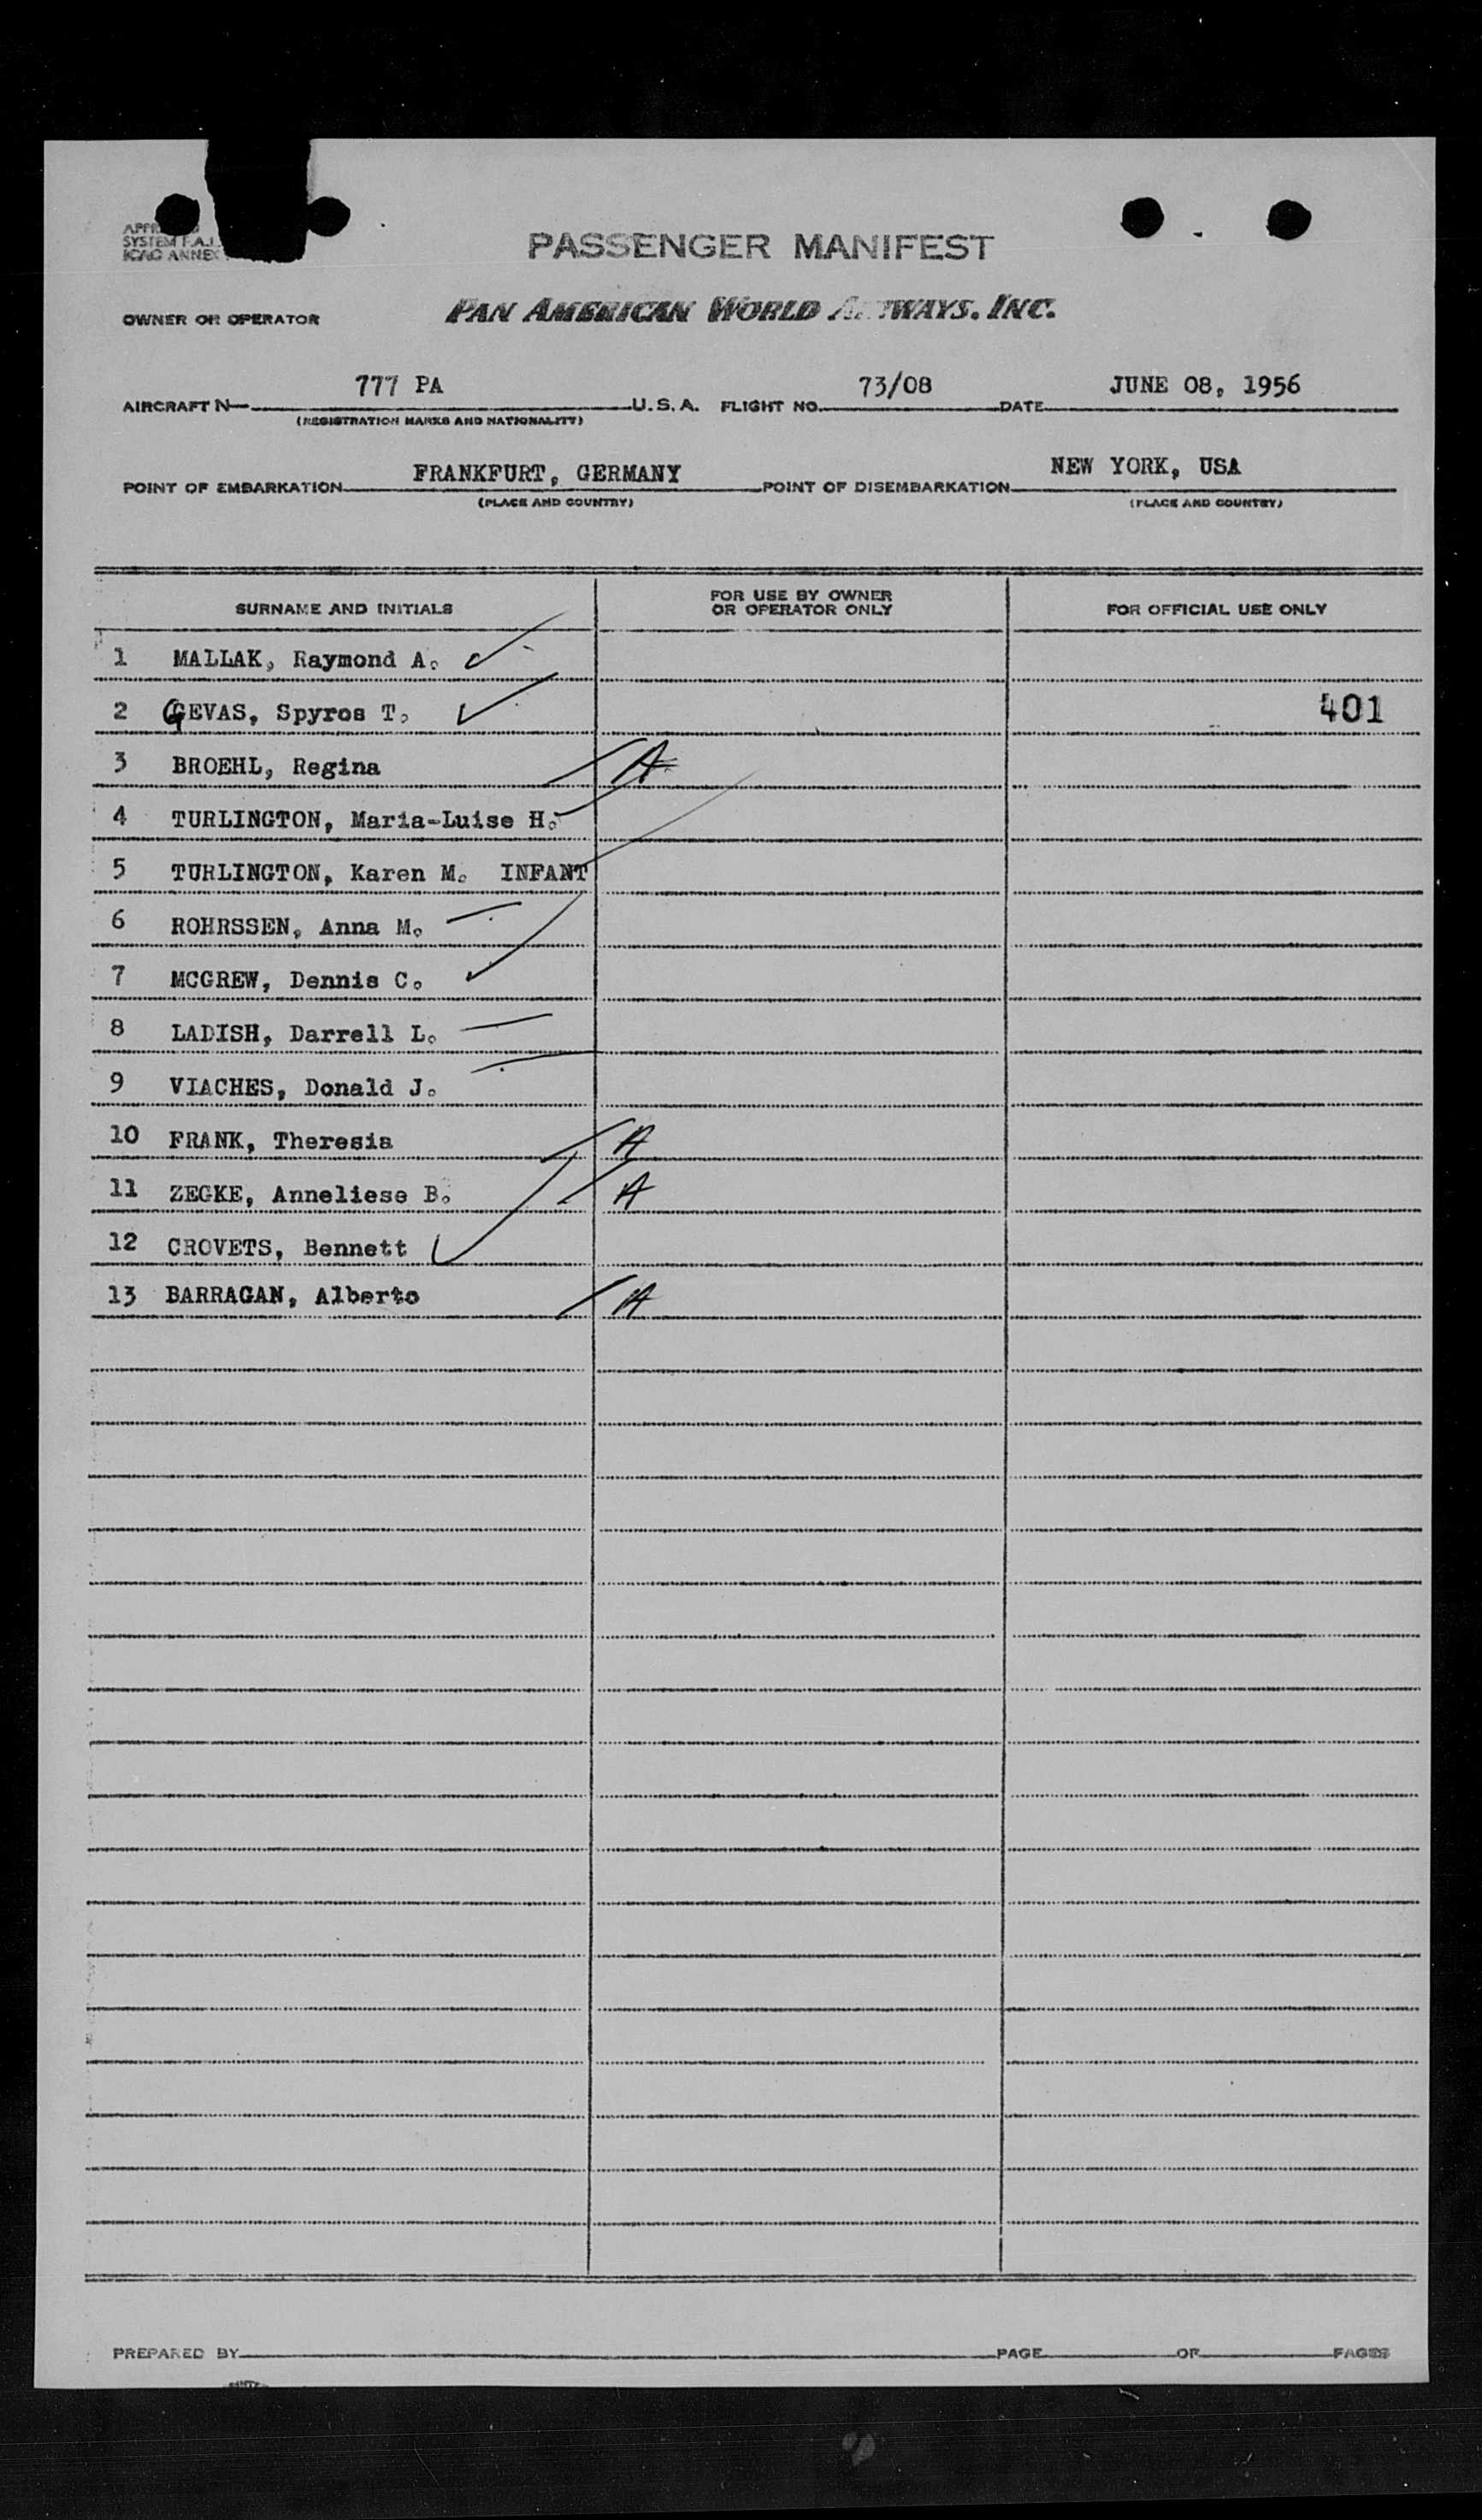 SYSTEM F.A.L.
ICAO ANNEX
PASSENGER MANIFEST
OWNER OR OPERATOR PAN AMERICAN WORLD AIRWAYS, INC.
AIRCRAFT N 777 PA U.S.A. FLIGHT NO. 73/08 DATE JUNE 08, 1956
(REGISTRATION MARKS AND NATIONALITY)
POINT OF EMBARKATION FRANKFURT, GERMANY POINT OF DISEMBARKATION NEW YORK, USA
(PLACE AND COUNTRY) (PLACE AND COUNTRY)
SURNAME AND INITIALS FOR USE BY OWNER OR OPERATOR ONLY FOR OFFICIAL USE ONLY
1 MALLAK, Raymond A.
2 GEVAS, Spyros T. 401
3 BROEHL, Regina A
4 TURLINGTON, Maria-Luise H.
5 TURLINGTON, Karen M. INFANT
6 ROHRSSEN, Anna M.
7 MCGREW, Dennis C.
8 LADISH, Darrell L.
9 VIACHES, Donald J.
10 FRANK, Theresia A
11 ZEGKE, Anneliese B. A
12 CROVETS, Bennett
13 BARRAGAN, Alberto A
PREPARED BY PAGE OF PAGES